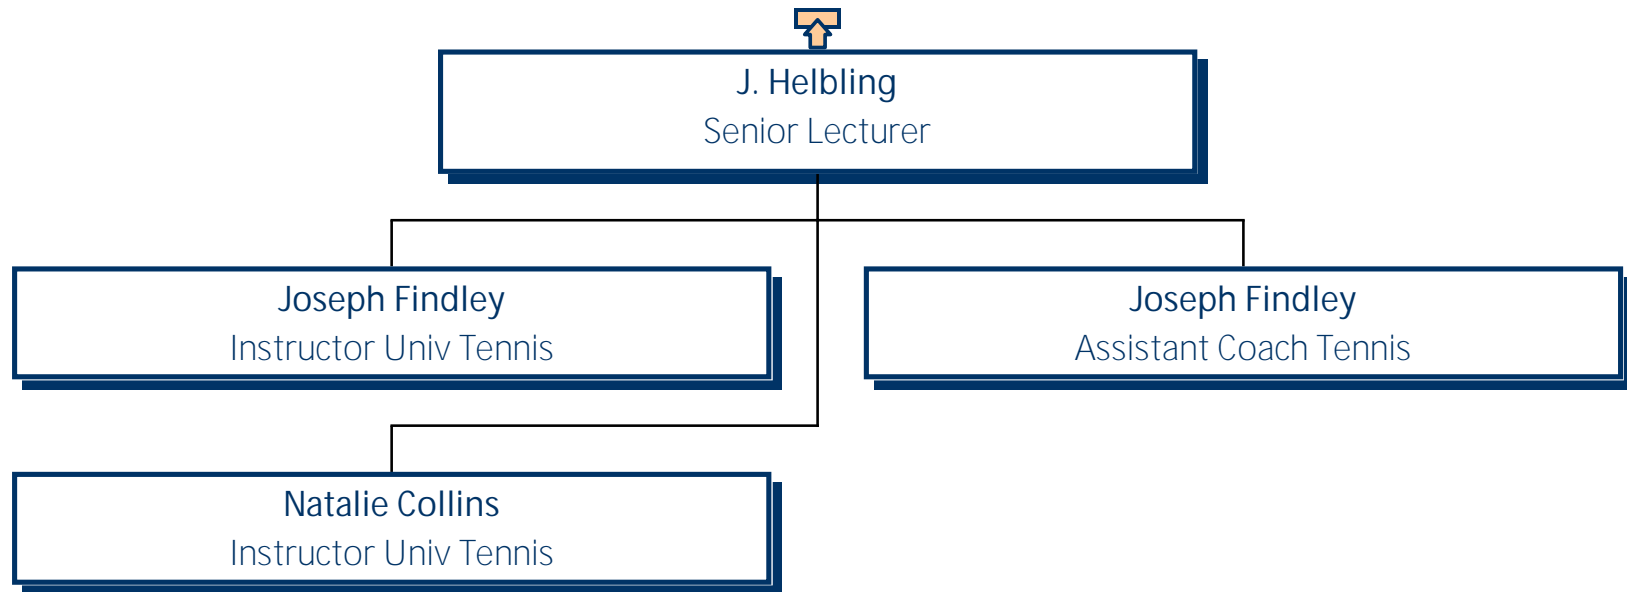 J. Helbling
Senior Lecturer
Joseph Findley
Instructor Univ Tennis
Joseph Findley
Assistant Coach Tennis
Natalie Collins
Instructor Univ Tennis